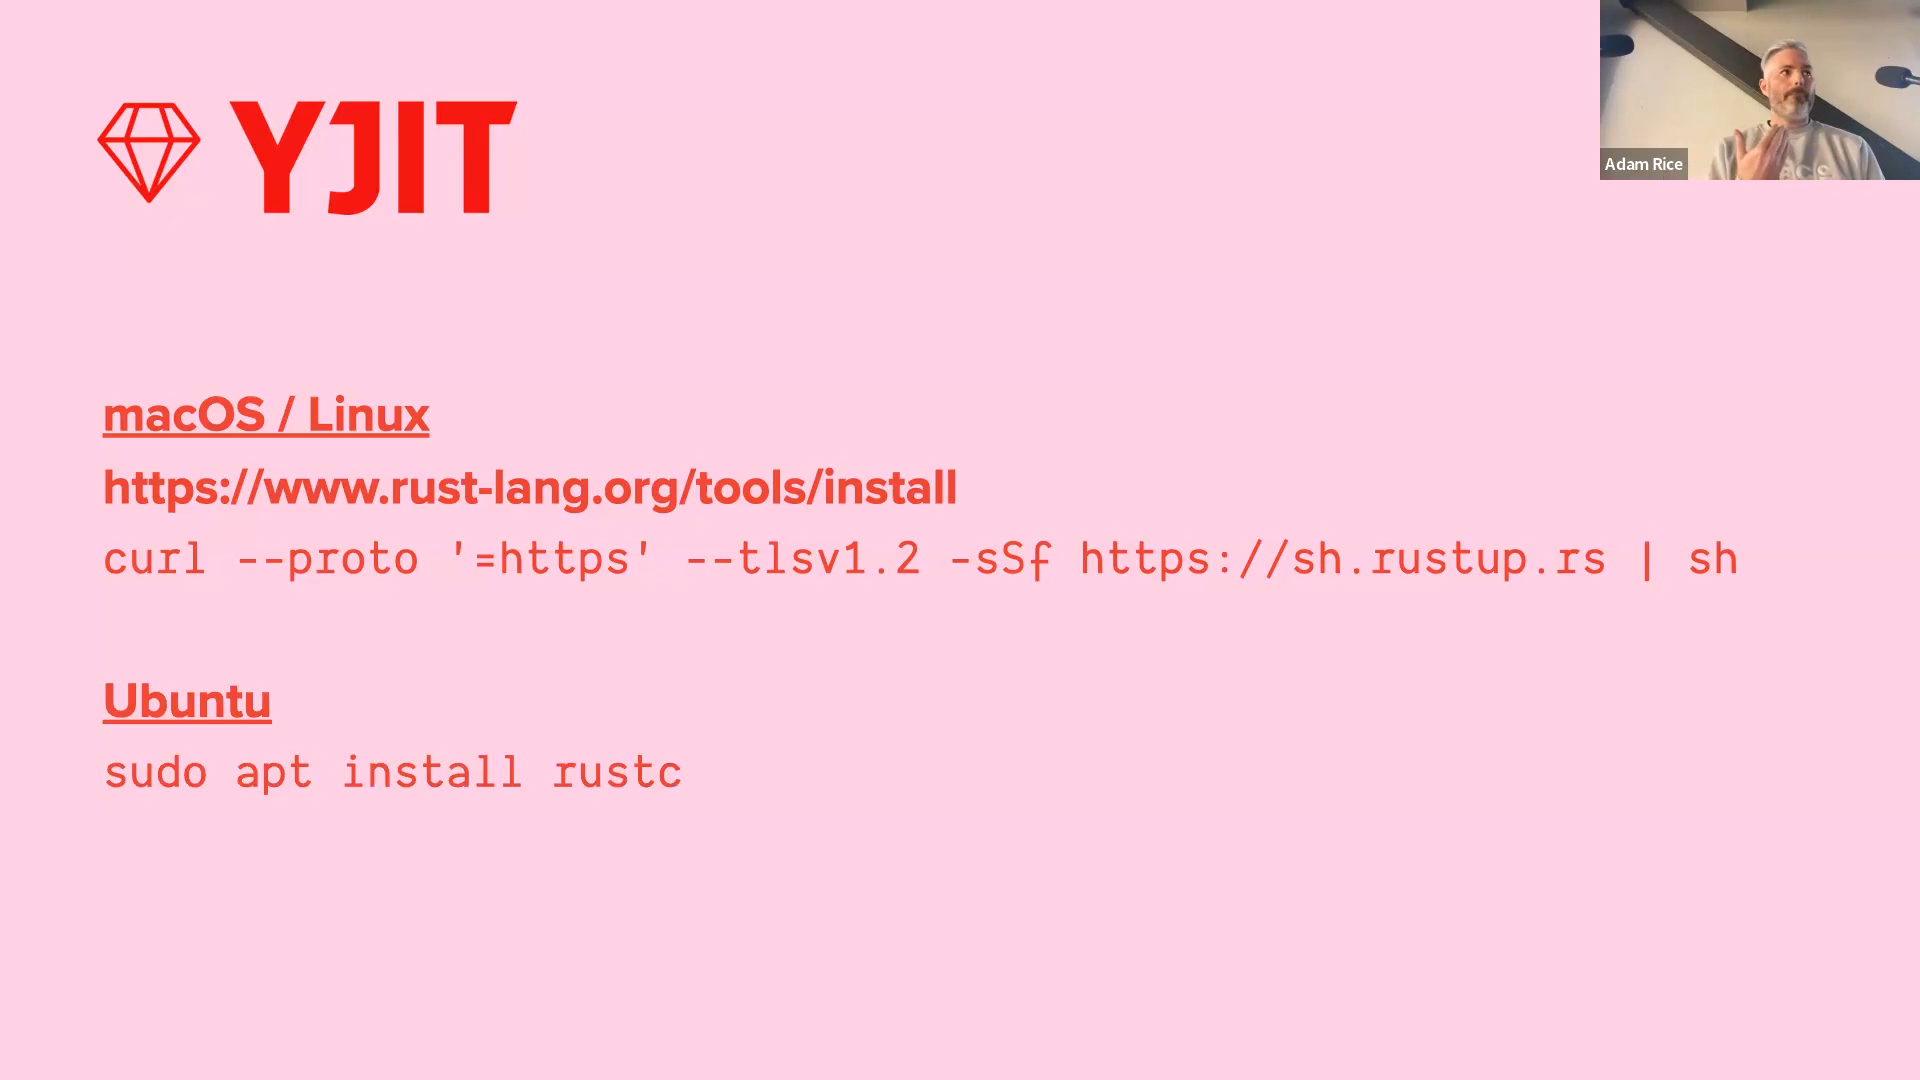 YJIT
Adam Rice
macOS / Linux
https://www.rust-lang.org/tools/install
curl --proto '=https' --tlsv1.2 -sSf https://sh.rustup.rs | sh
Ubuntu
sudo apt install rustc